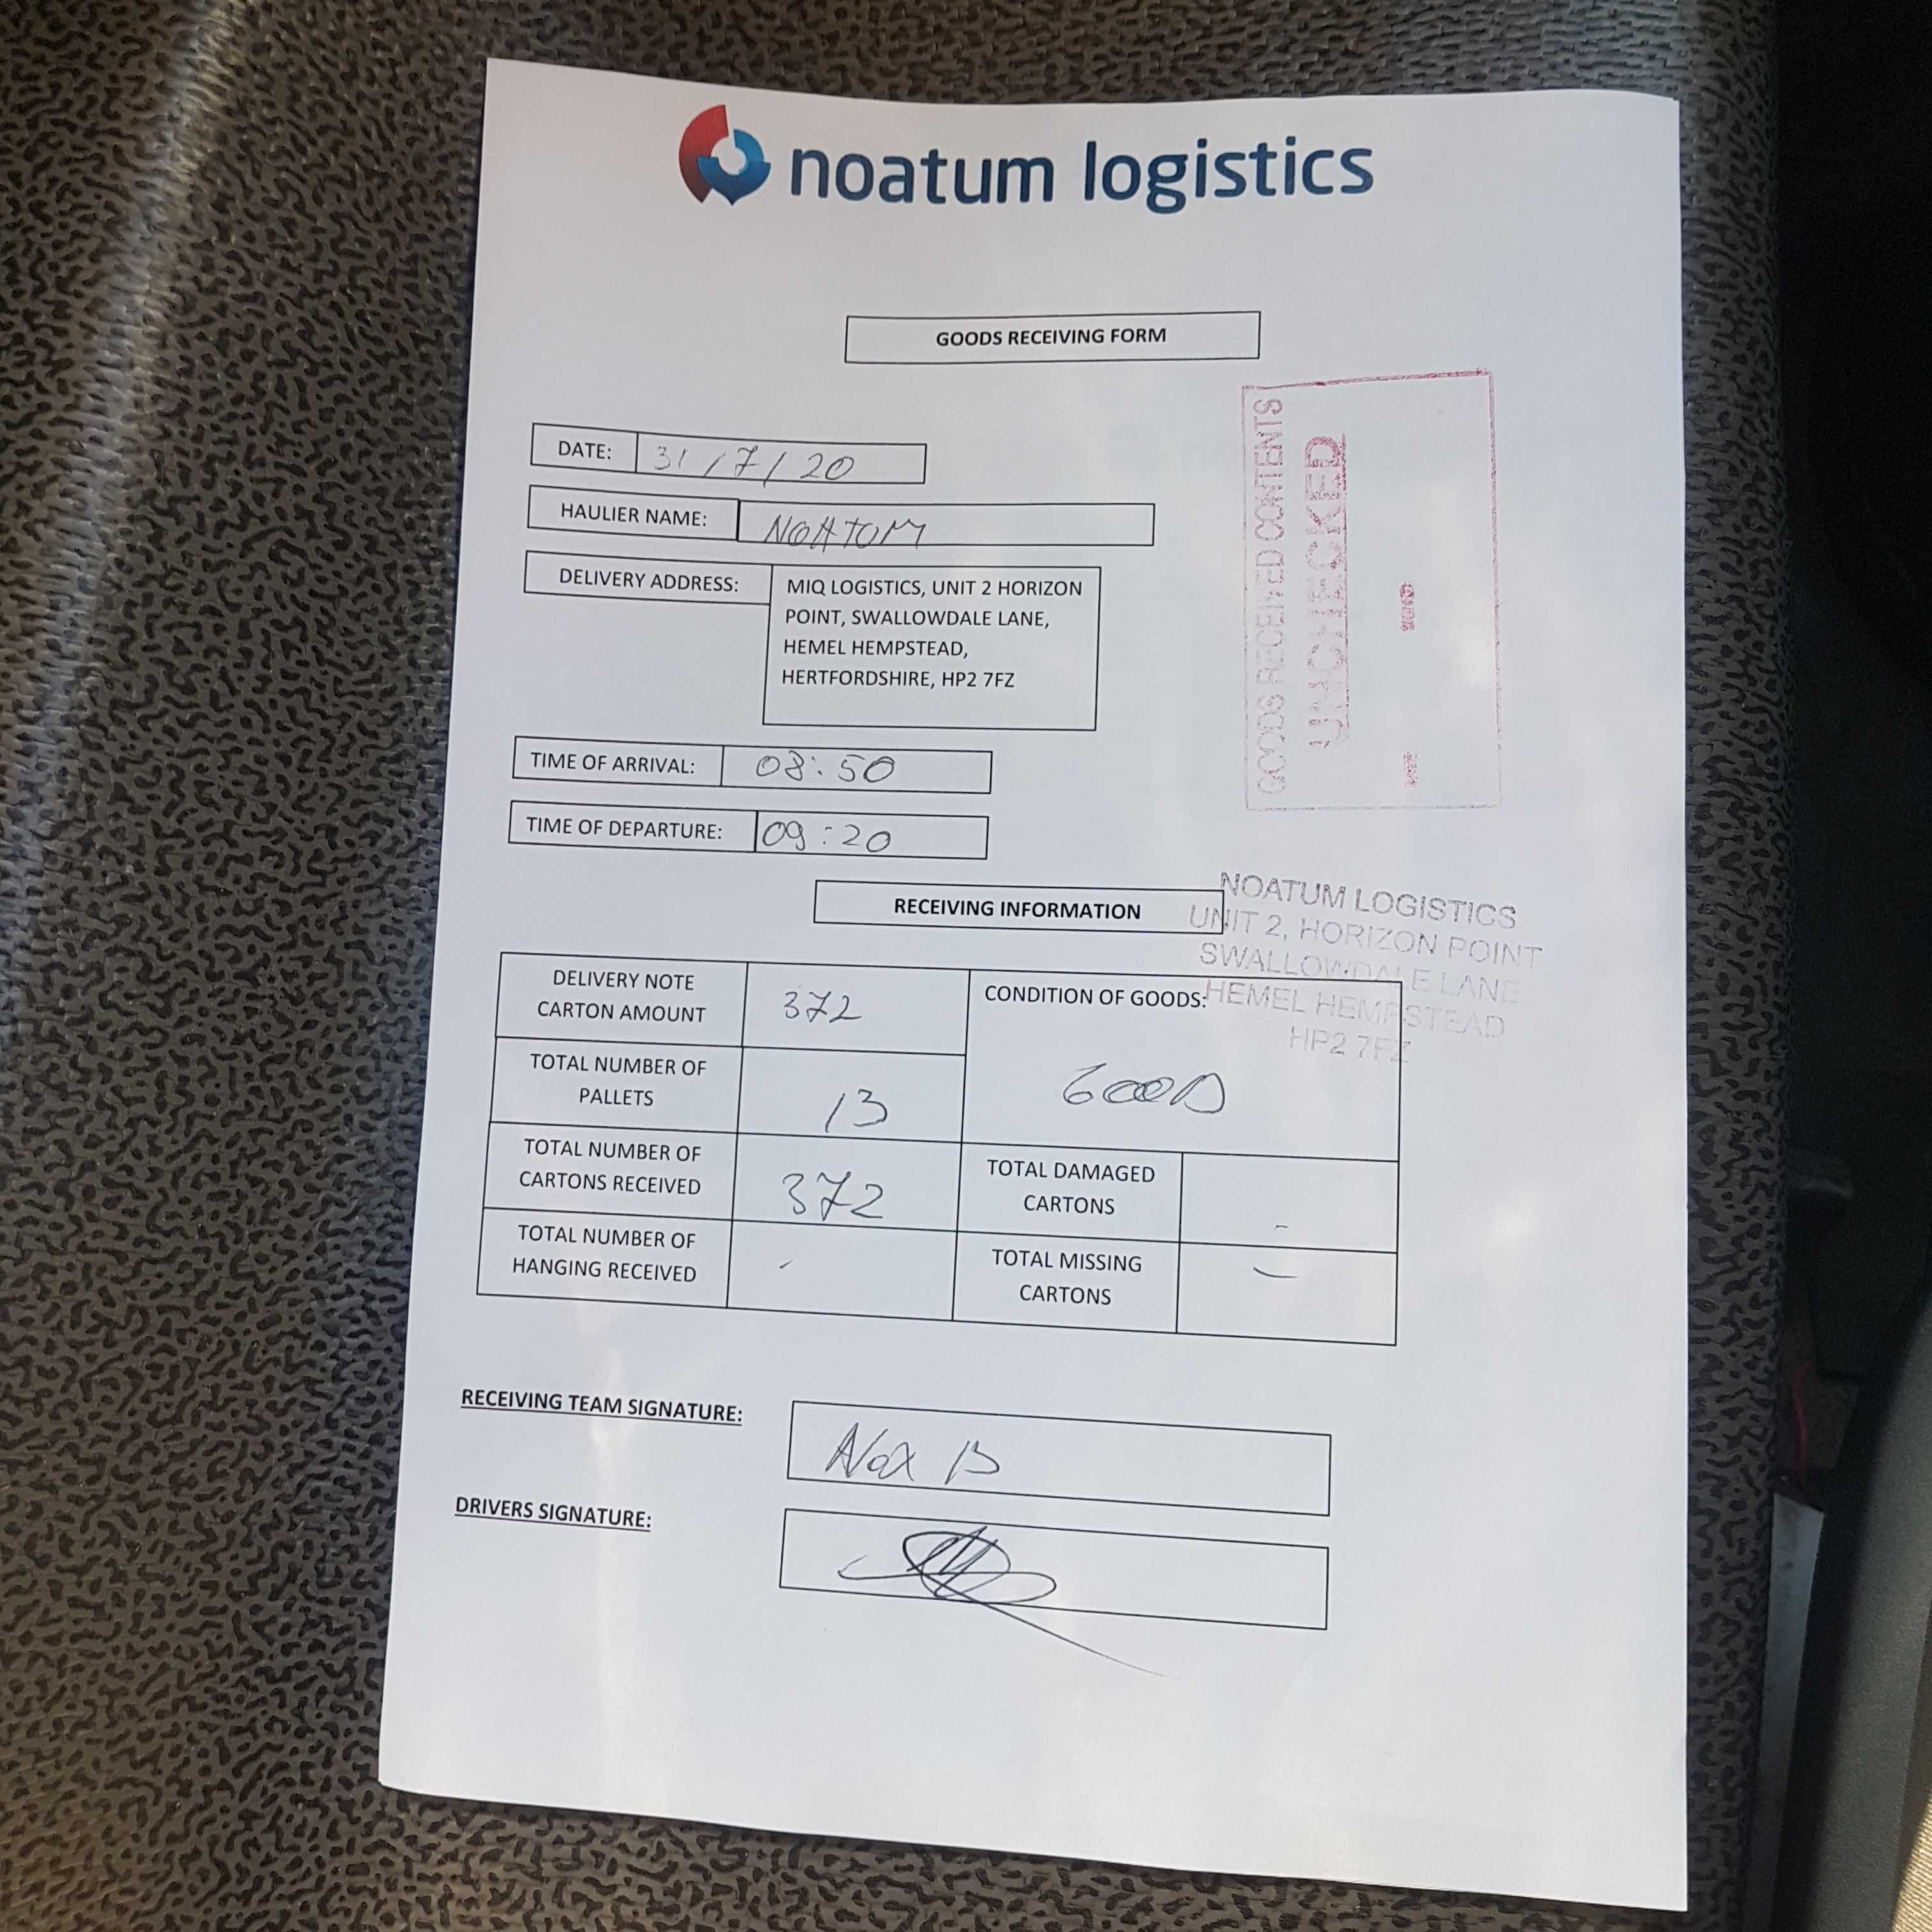 noatum logistics
GOODS RECEIVING FORM
DATE: 31/7/20
HAULIER NAME: NOATOM
DELIVERY ADDRESS: MIQ LOGISTICS, UNIT 2 HORIZON
POINT, SWALLOWDALE LANE,
HEMEL HEMPSTEAD,
HERTFORDSHIRE, HP2 7FZ
GOODS RECEIVED CONTENTS
UNCHECKED
TIME OF ARRIVAL: 08:50
TIME OF DEPARTURE: 09:20
RECEIVING INFORMATION
NOATUM LOGISTICS
UNIT 2, HORIZON POINT
SWALLOWDALE LANE
HEMEL HEMPSTEAD
HP2 7FZ
DELIVERY NOTE
CARTON AMOUNT
372
CONDITION OF GOODS:
GOOD
TOTAL NUMBER OF
PALLETS
13
TOTAL NUMBER OF
CARTONS RECEIVED
372
TOTAL DAMAGED
CARTONS
-
TOTAL NUMBER OF
HANGING RECEIVED
-
TOTAL MISSING
CARTONS
-
RECEIVING TEAM SIGNATURE:
DRIVERS SIGNATURE: